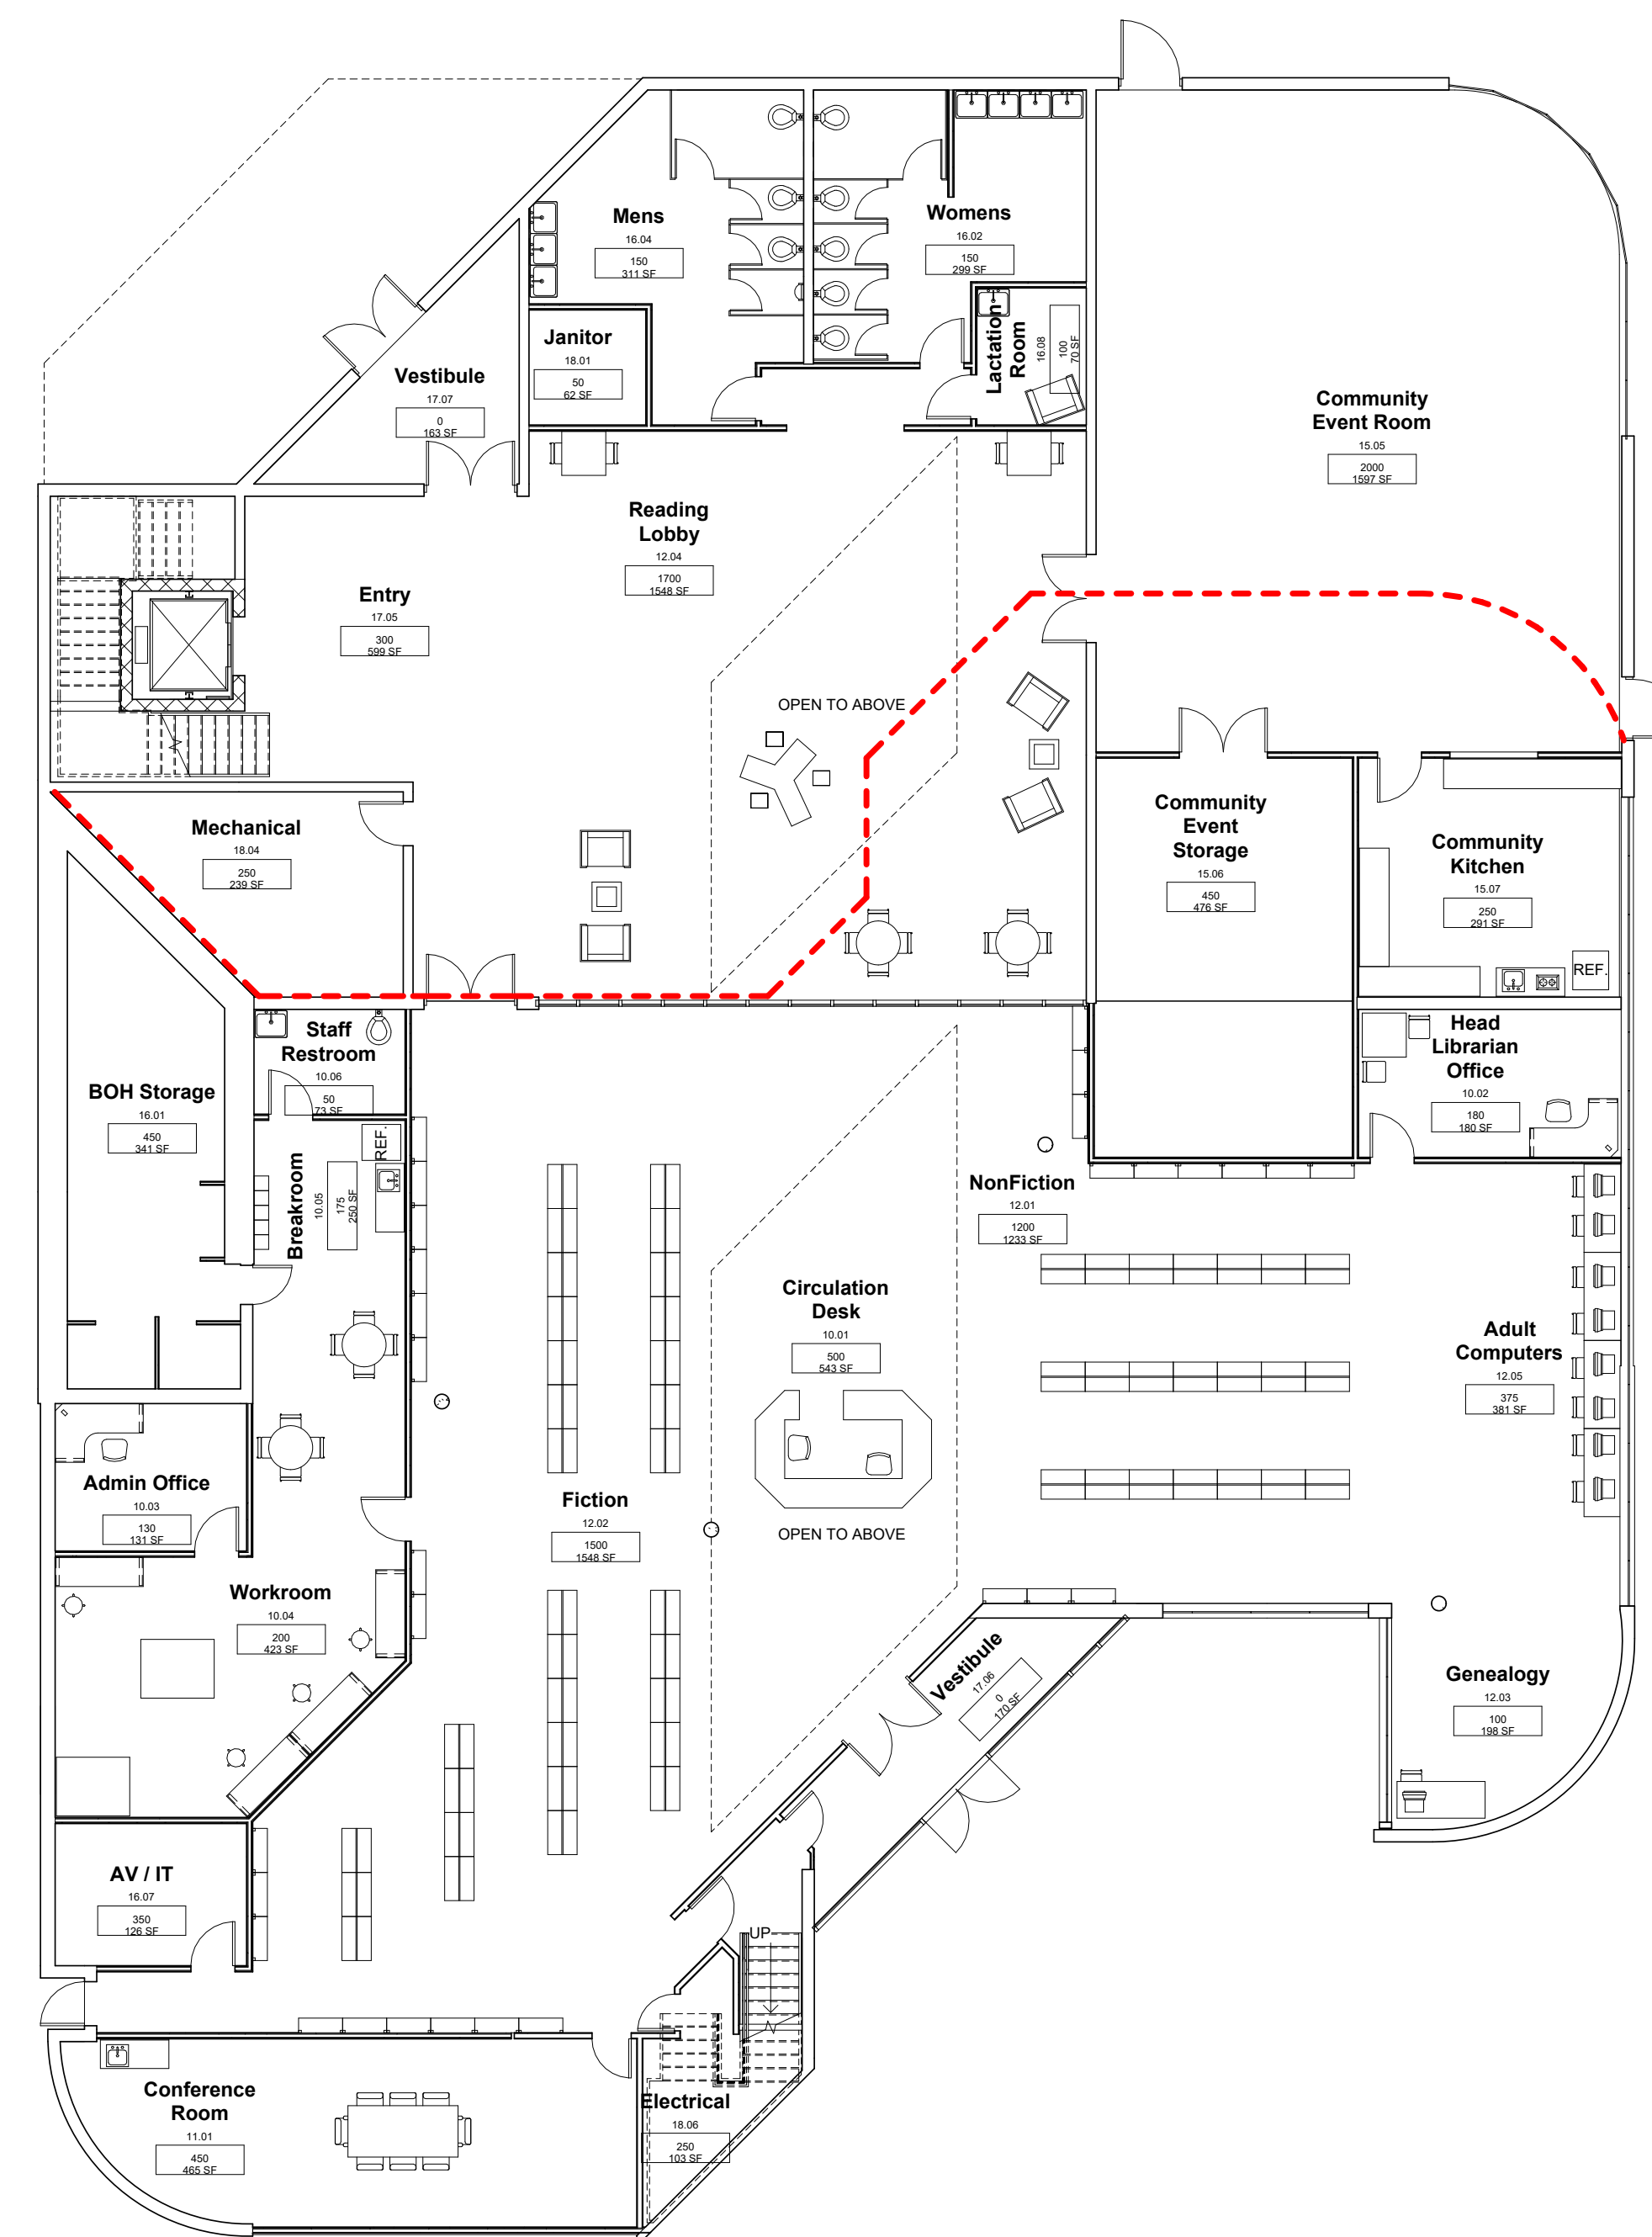 Mens
16.04
150
311 SF
Womens
16.02
150
299 SF
Janitor
18.01
50
62 SF
Lactation
Room
16.08
100
70 SF
Vestibule
17.07
0
163 SF
Community
Event Room
15.05
2000
1597 SF
Reading
Lobby
12.04
1700
1548 SF
Entry
17.05
300
599 SF
OPEN TO ABOVE
Mechanical
18.04
250
239 SF
Community
Event
Storage
15.06
450
476 SF
Community
Kitchen
15.07
250
291 SF
REF.
Staff
Restroom
10.06
50
73 SF
Head
Librarian
Office
10.02
180
180 SF
BOH Storage
16.01
450
341 SF
REF.
Breakroom
10.05
175
250 SF
NonFiction
12.01
1200
1233 SF
Circulation
Desk
10.01
500
543 SF
OPEN TO ABOVE
Adult
Computers
12.05
375
381 SF
Admin Office
10.03
130
131 SF
Fiction
12.02
1500
1548 SF
Workroom
10.04
200
423 SF
Vestibule
17.06
0
170 SF
Genealogy
12.03
100
198 SF
AV / IT
16.07
350
126 SF
UP
Conference
Room
11.01
450
465 SF
Electrical
18.06
250
103 SF